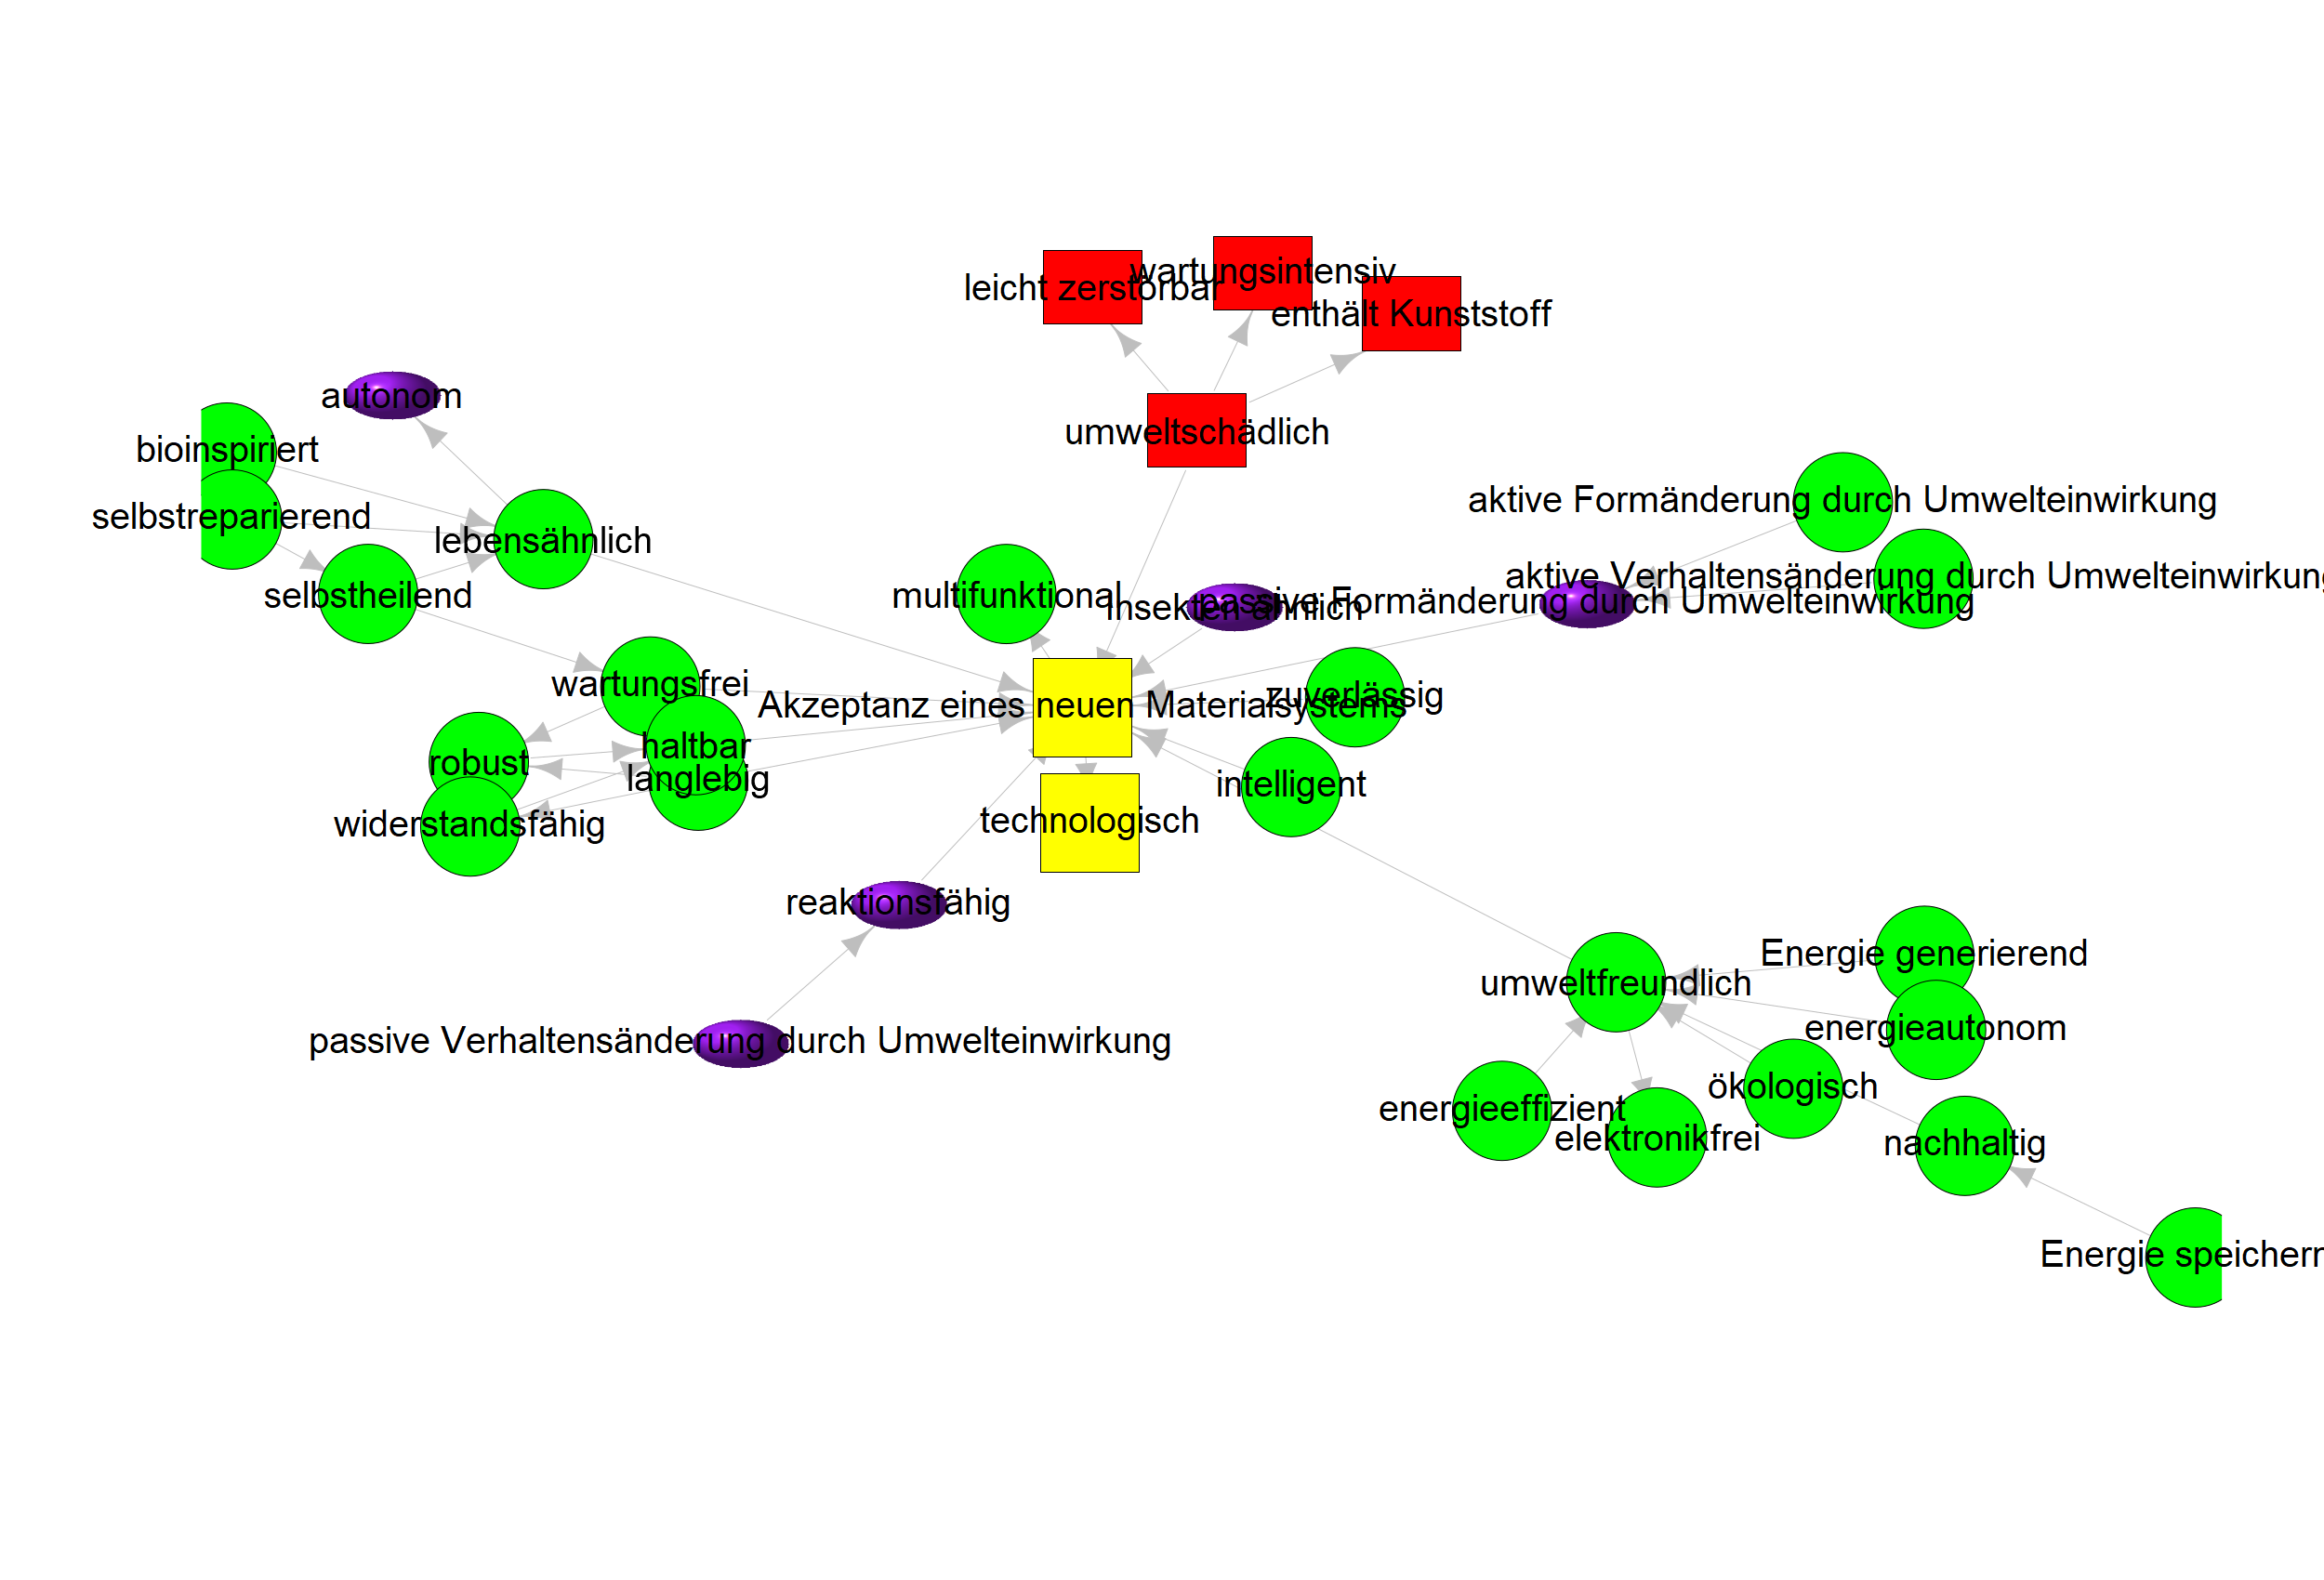 wartungsintensiv
leicht zerstörbar
enthält Kunststoff
autonom
umweltschädlich
bioinspiriert
aktive Formänderung durch Umwelteinwirkung
selbstreparierend
lebensähnlich
aktive Verhaltensänderung durch Umwelteinwirkung
selbstheilend
multifunktional
Insekten ähnlich
passive Formänderung durch Umwelteinwirkung
wartungsfrei
zuverlässig
Akzeptanz eines neuen Materialsystems
haltbar
robust
langlebig
intelligent
technologisch
widerstandsfähig
reaktionsfähig
Energie generierend
umweltfreundlich
energieautonom
passive Verhaltensänderung durch Umwelteinwirkung
ökologisch
energieeffizient
elektronikfrei
nachhaltig
Energie speichern